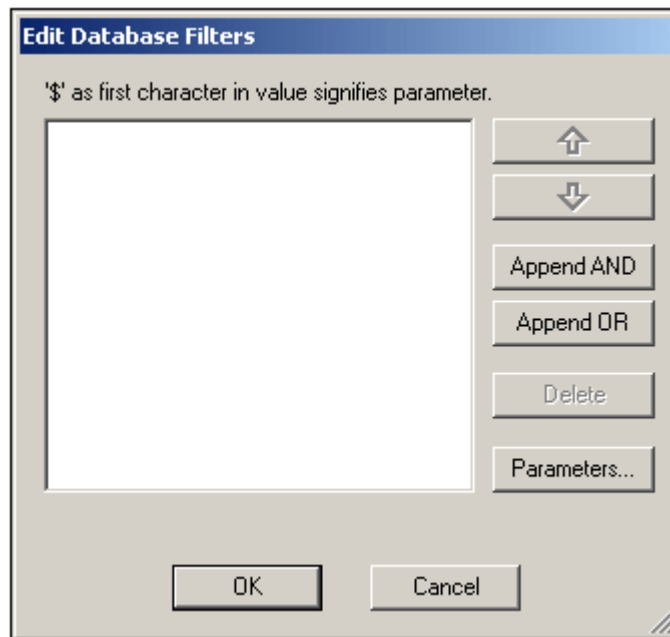 Edit Database Filters
'$' as first character in value signifies parameter.
Append AND
Append OR
Delete
Parameters...
OK
Cancel